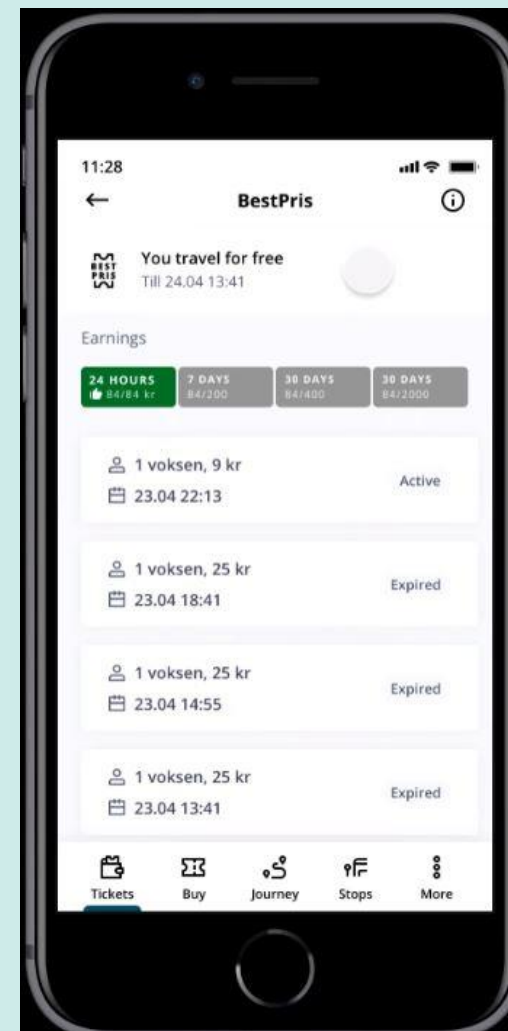 11:28
BestPris
BEST
PRIS
You travel for free
Till 24.04 13:41
Earnings
24 HOURS 7 DAYS 30 DAYS 30 DAYS
84/84 kr 84/200 84/400 84/2000
1 voksen, 9 kr
Active
23.04 22:13
1 voksen, 25 kr
Expired
23.04 18:41
1 voksen, 25 kr
Expired
23.04 14:55
1 voksen, 25 kr
Expired
23.04 13:41
Tickets Buy Journey Stops More